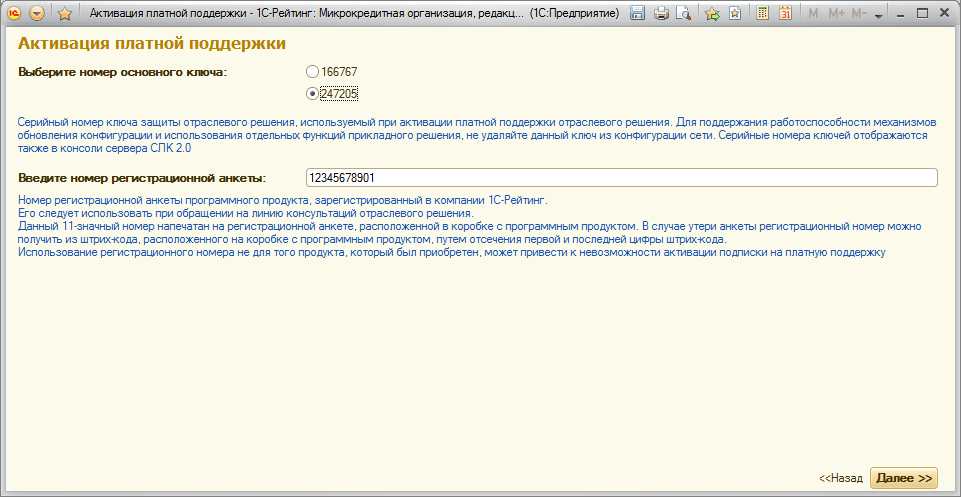 Активация платной поддержки - 1С-Рейтинг: Микрокредитная организация, редакц... (1С:Предприятие)
M M+ M-
Активация платной поддержки
Выберите номер основного ключа:
166767
247205
Серийный номер ключа защиты отраслевого решения, используемый при активации платной поддержки отраслевого решения. Для поддержания работоспособности механизмов
обновления конфигурации и использования отдельных функций прикладного решения, не удаляйте данный ключ из конфигурации сети. Серийные номера ключей отображаются
также в консоли сервера СЛК 2.0
Введите номер регистрационной анкеты:
12345678901
Номер регистрационной анкеты программного продукта, зарегистрированный в компании 1С-Рейтинг.
Его следует использовать при обращении на линию консультаций отраслевого решения.
Данный 11-значный номер напечатан на регистрационной анкете, расположенной в коробке с программным продуктом. В случае утери анкеты регистрационный номер можно
получить из штрих-кода, расположенного на коробке с программным продуктом, путем отсечения первой и последней цифры штрих-кода.
Использование регистрационного номера не для того продукта, который был приобретен, может привести к невозможности активации подписки на платную поддержку
<<Назад
Далее >>